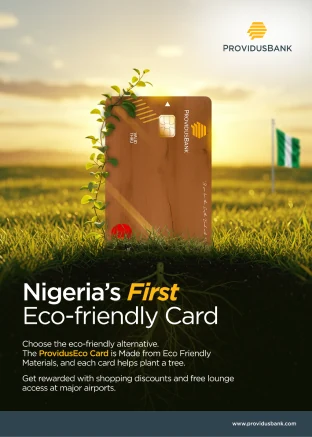 PROVIDUSBANK
PROVIDUSBANK
Nigeria's First
Eco-friendly Card
Choose the eco-friendly alternative.
The ProvidusEco Card is Made from Eco Friendly
Materials, and each card helps plant a tree.
Get rewarded with shopping discounts and free lounge
access at major airports.
www.providusbank.com